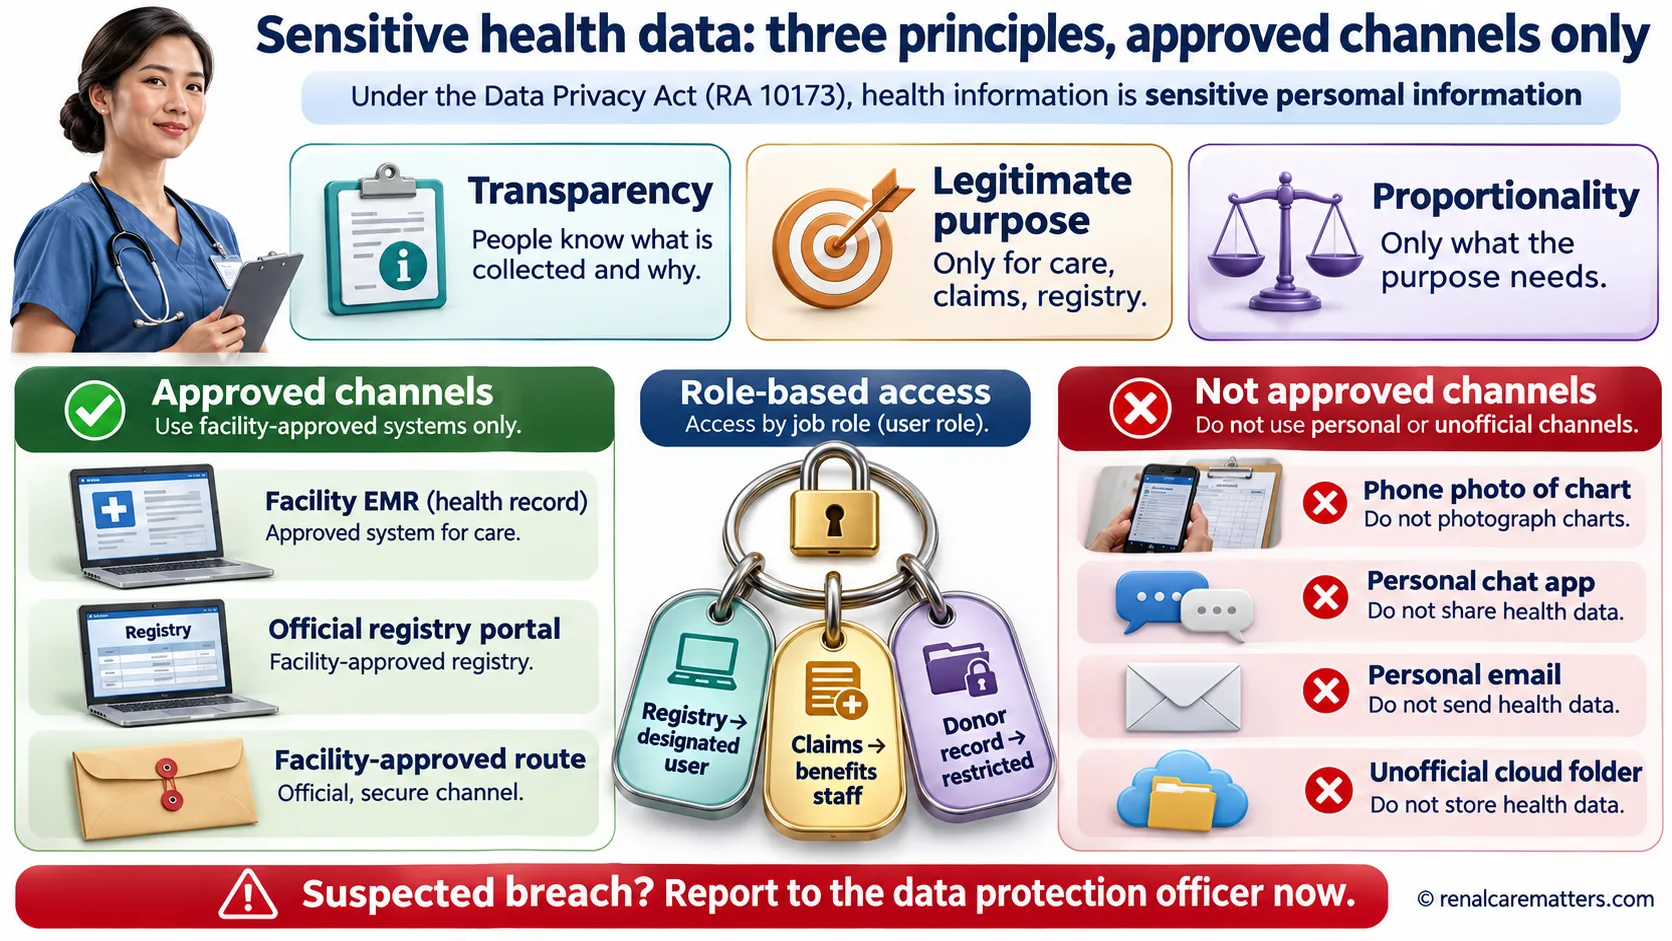 Sensitive health data: three principles, approved channels only
Under the Data Privacy Act (RA 10173), health information is sensitive persomal information
Transparency
People know what is
collected and why.
Legitimate
purpose
Only for care,
claims, registry.
Proportionality
Only what the
purpose needs.
Approved channels
Use facility-approved systems only.
Facility EMR (health record)
Approved system for care.
Registry
Official registry portal
Facility-approved registry.
Facility-approved route
Official, secure channel.
Role-based access
Access by job role (user role).
Registry→
designated
user
Claims →
benefits
staff
Donor
record →
restricted
Not approved channels
Do not use personal or unofficial channels.
Phone photo of chart
Do not photograph charts.
Personal chat app
Do not share health data.
Personal email
Do not send health data.
Unofficial cloud folder
Do not store health data.
Suspected breach? Report to the data protection officer now.
© renalcarematters.com